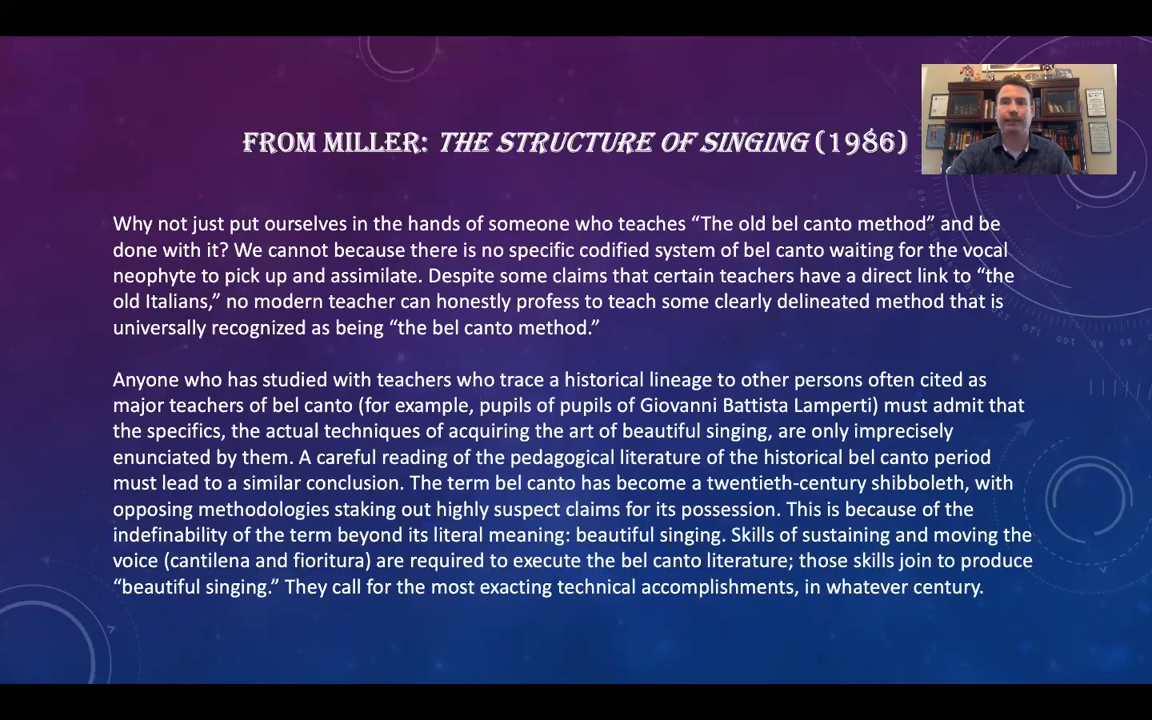 FROM MILLER: THE STRUCTURE OF SINGING (1986)
Why not just put ourselves in the hands of someone who teaches “The old bel canto method” and be
done with it? We cannot because there is no specific codified system of bel canto waiting for the vocal
neophyte to pick up and assimilate. Despite some claims that certain teachers have a direct link to “the
old Italians,” no modern teacher can honestly profess to teach some clearly delineated method that is
universally recognized as being “the bel canto method.”
Anyone who has studied with teachers who trace a historical lineage to other persons often cited as
major teachers of bel canto (for example, pupils of pupils of Giovanni Battista Lamperti) must admit that
the specifics, the actual techniques of acquiring the art of beautiful singing, are only imprecisely
enunciated by them. A careful reading of the pedagogical literature of the historical bel canto period
must lead to a similar conclusion. The term bel canto has become a twentieth-century shibboleth, with
opposing methodologies staking out highly suspect claims for its possession. This is because of the
indefinability of the term beyond its literal meaning: beautiful singing. Skills of sustaining and moving the
voice (cantilena and fioritura) are required to execute the bel canto literature; those skills join to produce
“beautiful singing.” They call for the most exacting technical accomplishments, in whatever century.